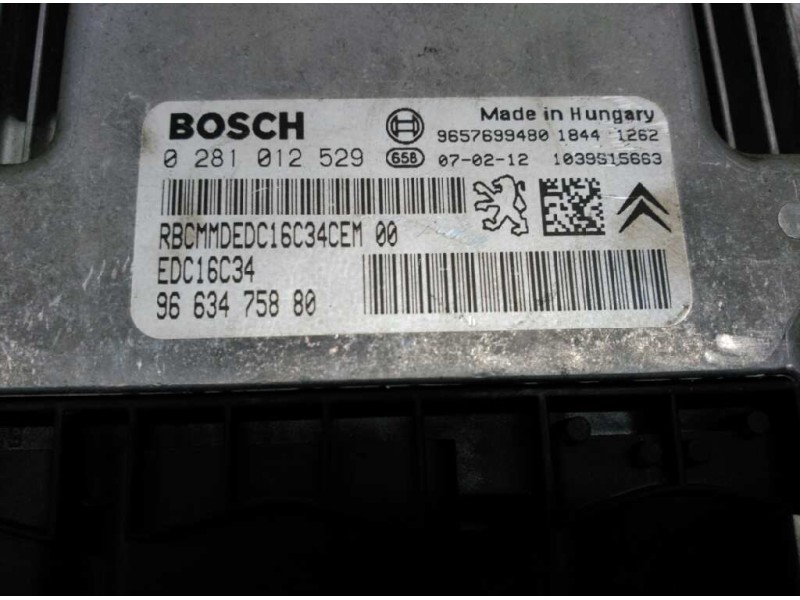 BOSCH
Made in Hungary
9657699480 1844 1262
0 281 012 529 658 07-02-12 1039S15663
RBCMMDEDC16C34CEM 00
EDC16C34
96 634 758 80